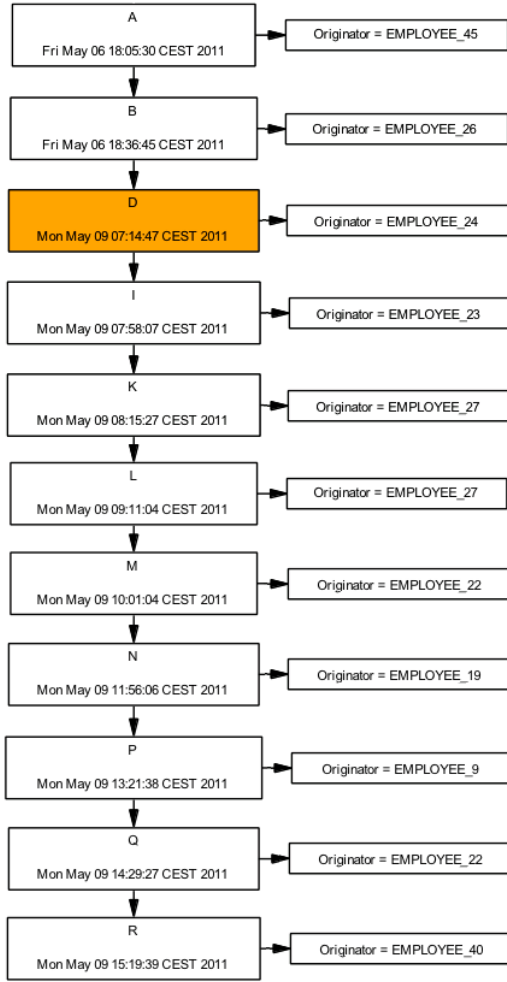 A
Fri May 06 18:05:30 CEST 2011
Originator = EMPLOYEE_45
B
Fri May 06 18:36:45 CEST 2011
Originator = EMPLOYEE_26
D
Mon May 09 07:14:47 CEST 2011
Originator = EMPLOYEE_24
I
Mon May 09 07:58:07 CEST 2011
Originator = EMPLOYEE_23
K
Mon May 09 08:15:27 CEST 2011
Originator = EMPLOYEE_27
L
Mon May 09 09:11:04 CEST 2011
Originator = EMPLOYEE_27
M
Mon May 09 10:01:04 CEST 2011
Originator = EMPLOYEE_22
N
Mon May 09 11:56:06 CEST 2011
Originator = EMPLOYEE_19
P
Mon May 09 13:21:38 CEST 2011
Originator = EMPLOYEE_9
Q
Mon May 09 14:29:27 CEST 2011
Originator = EMPLOYEE_22
R
Mon May 09 15:19:39 CEST 2011
Originator = EMPLOYEE_40